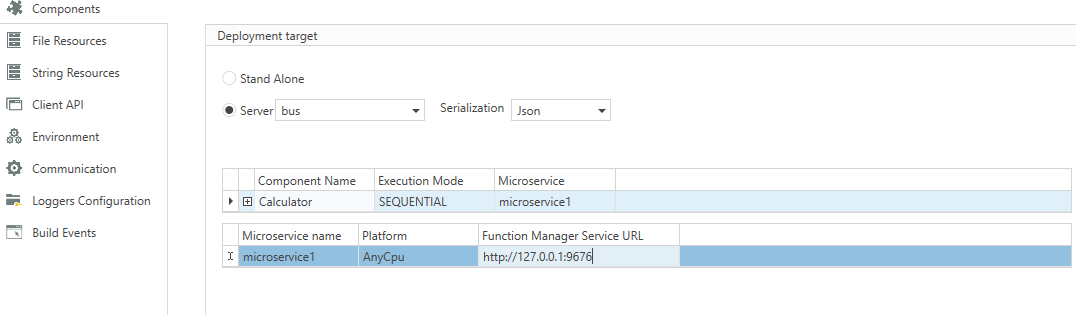 Components
File Resources
String Resources
Client API
Environment
Communication
Loggers Configuration
Build Events
Deployment target
Stand Alone
Server bus Serialization Json
Component Name Execution Mode Microservice
Calculator SEQUENTIAL microservice1
Microservice name Platform Function Manager Service URL
microservice1 AnyCpu http://127.0.0.1:9676